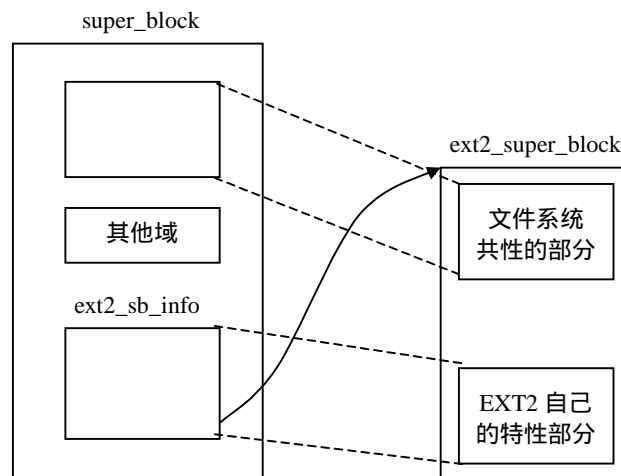 super_block
ext2_super_block
文件系统
共性的部分
其他域
ext2_sb_info
EXT2 自己
的特性部分